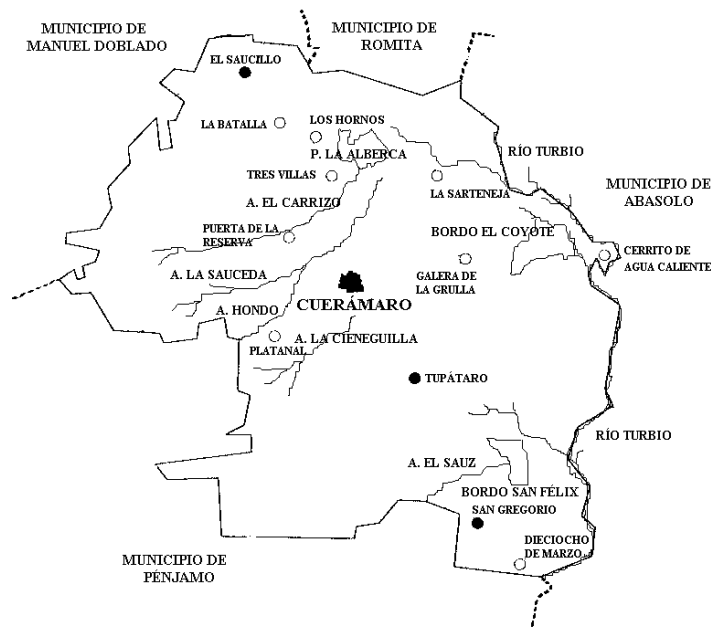 MUNICIPIO DE
MANUEL DOBLADO
MUNICIPIO DE
ROMITA
EL SAUCILLO
LA BATALLA
LOS HORNOS
P. LA ALBERCA
RÍO TURBIO
TRES VILLAS
LA SARTENEJA
MUNICIPIO DE
ABASOLO
A. EL CARRIZO
PUERTA DE LA
RESERVA
BORDO EL COYOTE
CERRITO DE
AGUA CALIENTE
A. LA SAUCEDA
GALERA DE
LA GRULLA
CUERÁMARO
A. HONDO
A. LA CIENEGUILLA
PLATANAL
TUPÁTARO
RÍO TURBIO
A. EL SAUZ
BORDO SAN FÉLIX
SAN GREGORIO
DIECIOCHO
DE MARZO
MUNICIPIO DE
PÉNJAMO